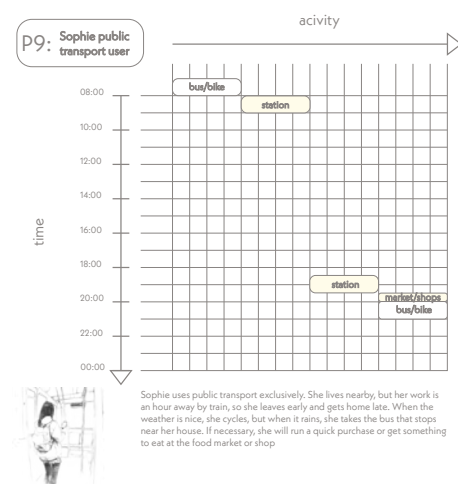 acivity
P9: Sophie public
transport user
bus/bike
08:00
station
10:00
12:00
14:00
time
16:00
18:00
station
market/shops
20:00
bus/bike
22:00
00:00
Sophie uses public transport exclusively. She lives nearby, but her work is
an hour away by train, so she leaves early and gets home late. When the
weather is nice, she cycles, but when it rains, she takes the bus that stops
near her house. If necessary, she will run a quick purchase or get something
to eat at the food market or shop